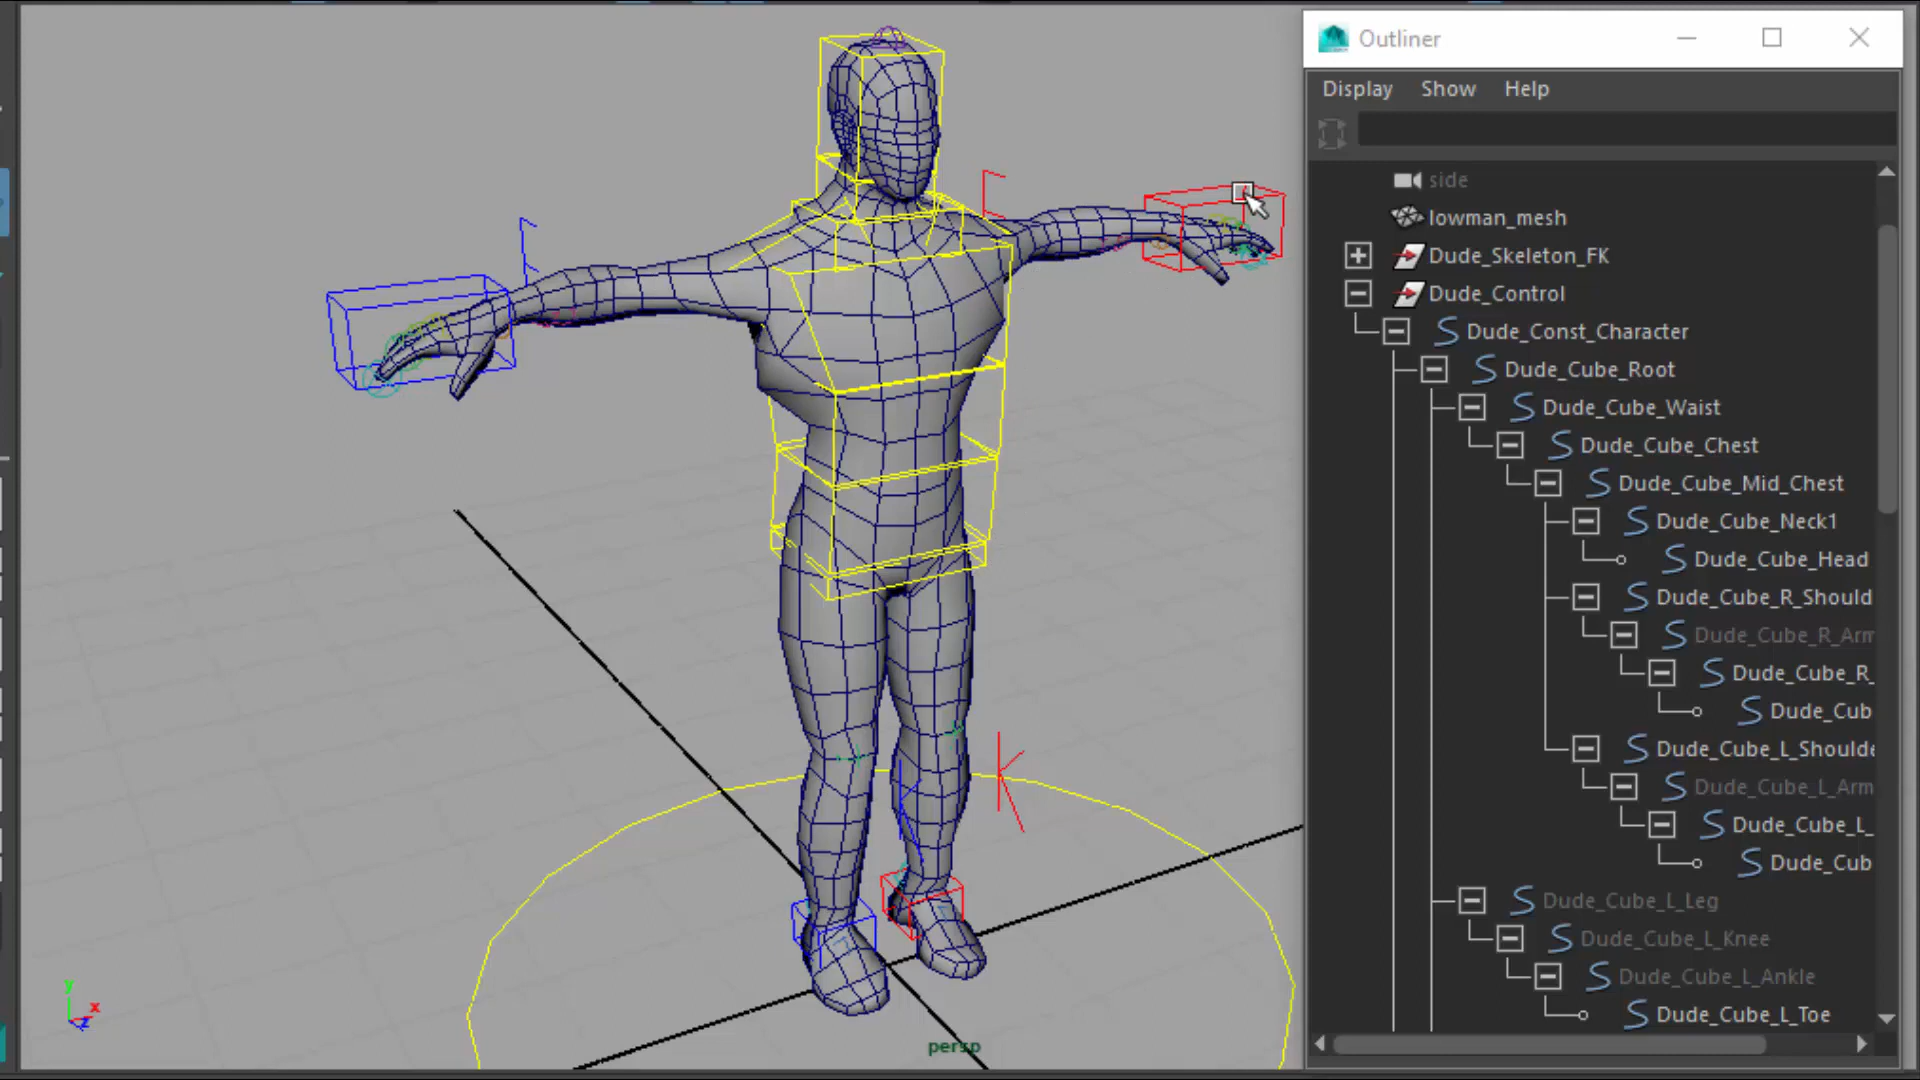 Outliner
Display Show Help
side
lowman_mesh
Dude_Skeleton_FK
Dude_Control
Dude_Const_Character
Dude_Cube_Root
Dude_Cube_Waist
Dude_Cube_Chest
Dude_Cube_Mid_Chest
Dude_Cube_Neck1
Dude_Cube_Head
Dude_Cube_R_Should
Dude_Cube_R_Arm
Dude_Cube_R_
Dude_Cub
Dude_Cube_L_Shoulde
Dude_Cube_L_Arm
Dude_Cube_L_
Dude_Cub
Dude_Cube_L_Leg
Dude_Cube_L_Knee
Dude_Cube_L_Ankle
Dude_Cube_L_Toe
K
y
x
z
persp